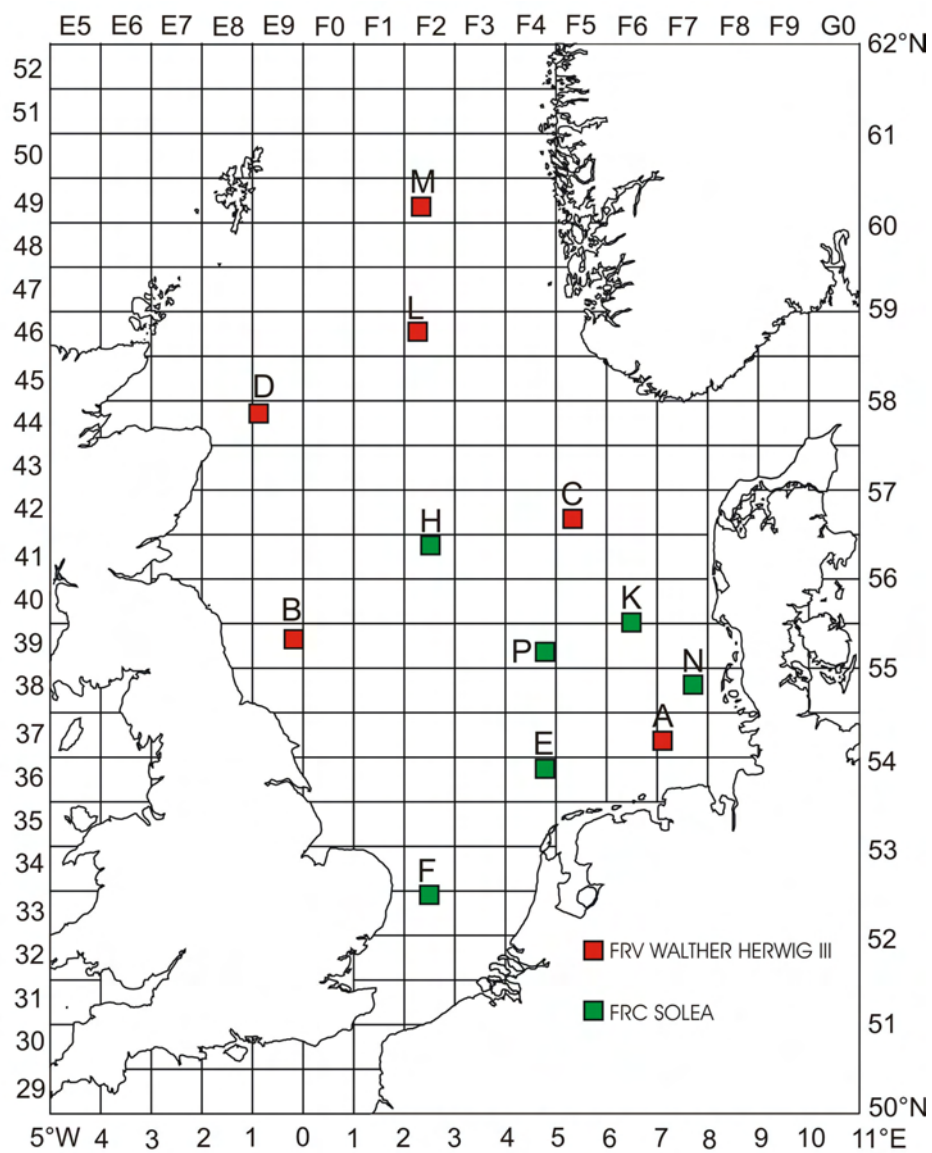 E5 E6 E7 E8 E9 F0 F1 F2 F3 F4 F5 F6 F7 F8 F9 G0
62°N
52
51
61
50
M
49
60
48
47
59
L
46
45
D
58
44
43
57
C
42
H
41
56
40
K
B
39
P
55
N
38
A
37
E
54
36
35
53
34
F
33
52
32
FRV WALTHER HERWIG III
31
FRC SOLEA
51
30
29
50°N
5°W 4 3 2 1 0 1 2 3 4 5 6 7 8 9 10 11°E